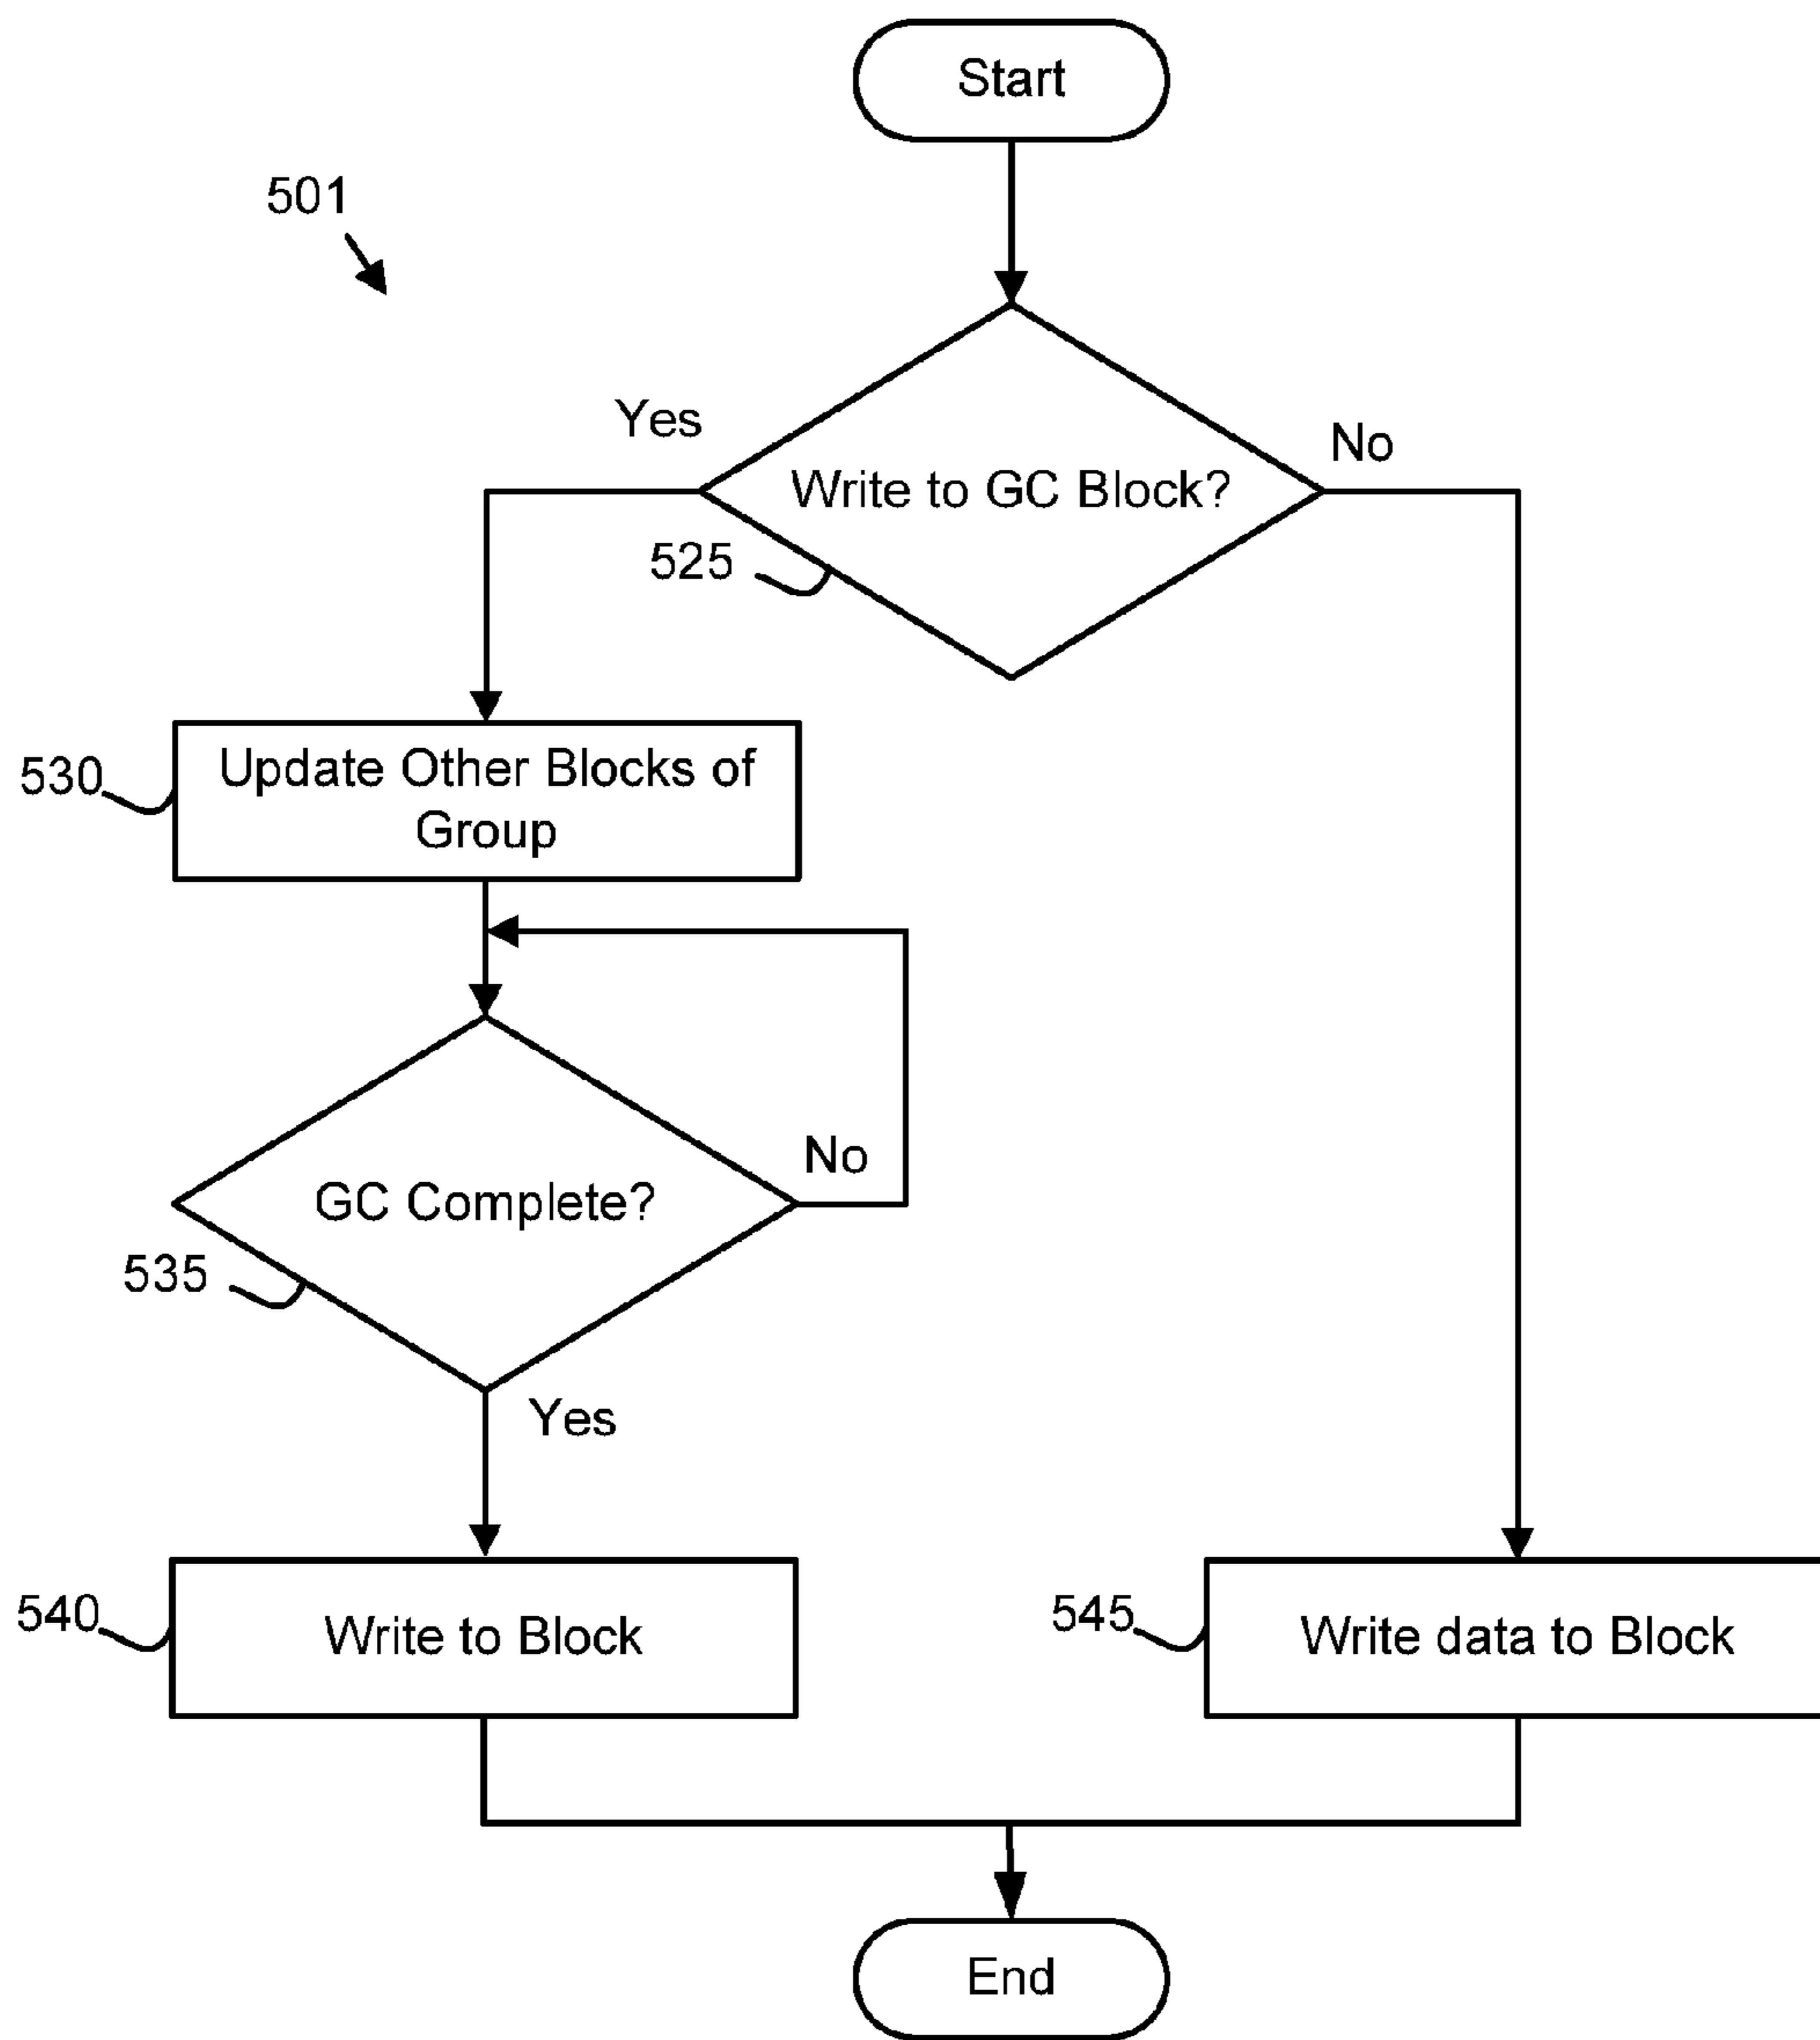 Start
501
Yes
No
Write to GC Block?
525
530
Update Other Blocks of
Group
No
GC Complete?
535
Yes
540
Write to Block
545
Write data to Block
End